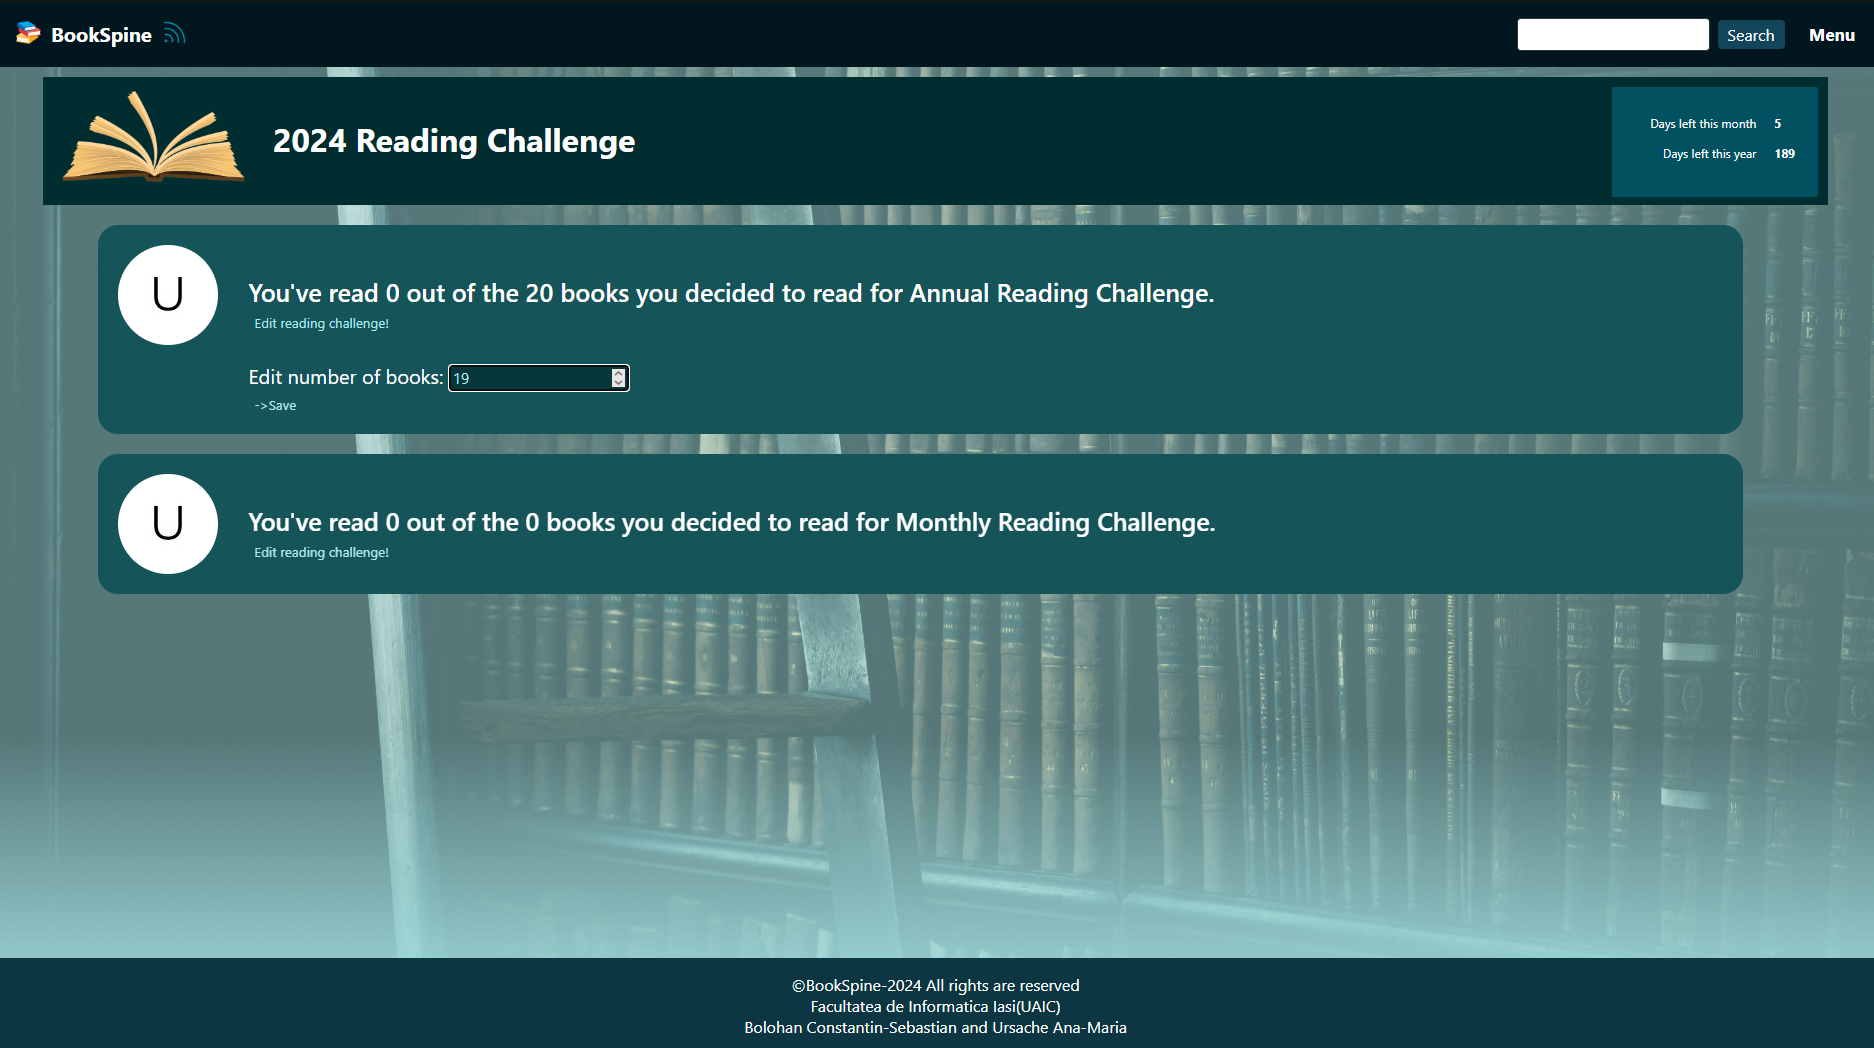 BookSpine
Search
Menu
2024 Reading Challenge
Days left this month 5
Days left this year 189
U
You've read 0 out of the 20 books you decided to read for Annual Reading Challenge.
Edit reading challenge!
Edit number of books: 19
->Save
U
You've read 0 out of the 0 books you decided to read for Monthly Reading Challenge.
Edit reading challenge!
©BookSpine-2024 All rights are reserved
Facultatea de Informatica Iasi(UAIC)
Bolohan Constantin-Sebastian and Ursache Ana-Maria